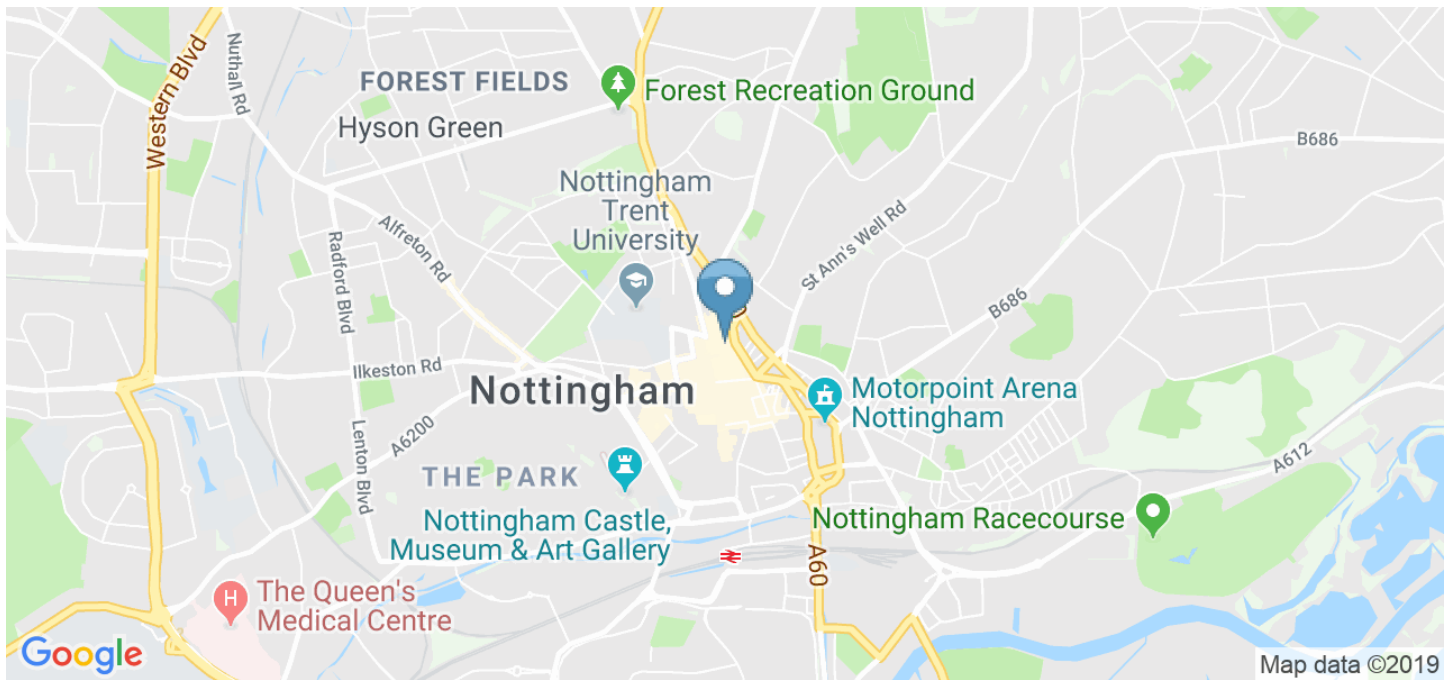 Nuthall Rd
Western Blvd
FOREST FIELDS
Forest Recreation Ground
Hyson Green
B686
Nottingham
Trent
University
Alfreton Rd
Radford Blvd
St Ann's Well Rd
B686
Ilkeston Rd
Nottingham
Motorpoint Arena
Nottingham
A6200
Lenton Blvd
THE PARK
A612
Nottingham Castle,
Museum & Art Gallery
Nottingham Racecourse
A60
H
The Queen's
Medical Centre
Google
Map data ©2019